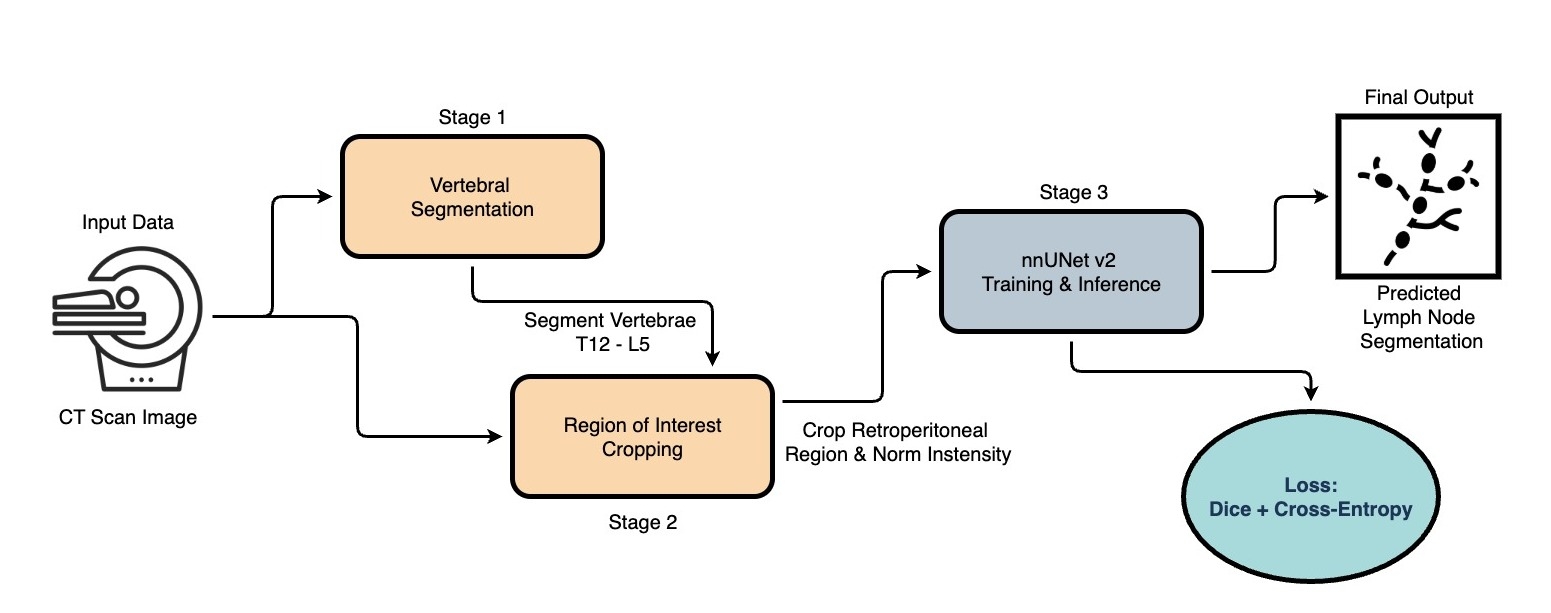 Input Data
CT Scan Image
Stage 1
Vertebral
Segmentation
Segment Vertebrae
T12 - L5
Region of Interest
Cropping
Stage 2
Crop Retroperitoneal
Region & Norm Instensity
Stage 3
nnUNet v2
Training & Inference
Final Output
Predicted
Lymph Node
Segmentation
Loss:
Dice + Cross-Entropy